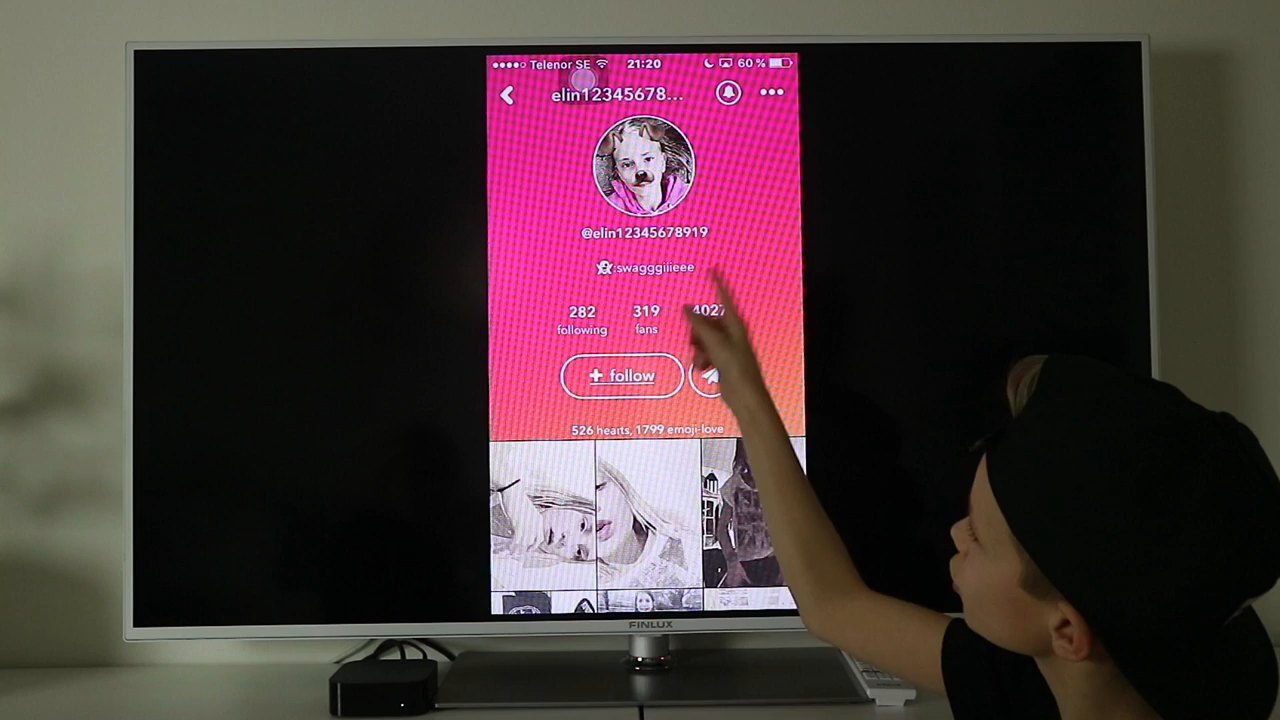 Telenor SE 21:20 60 %
elin12345678...
@elin12345678919
:swagggiiieee
282 319 4027
following fans
+ follow
526 hearts, 1799 emoji-love
FINLUX